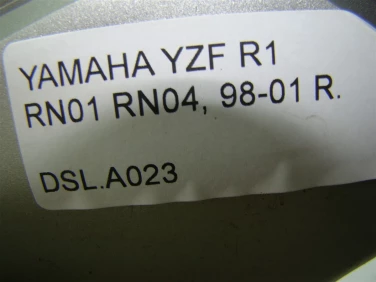 YAMAHA YZF R1
RN01 RN04, 98-01 R.
DSL.A023